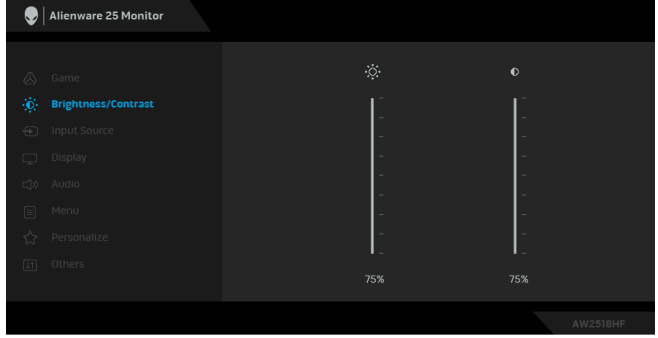 Alienware 25 Monitor
Game
Brightness/Contrast
Input Source
Display
Audio
Menu
Personalize
Others
75% 75%
AW2518HF